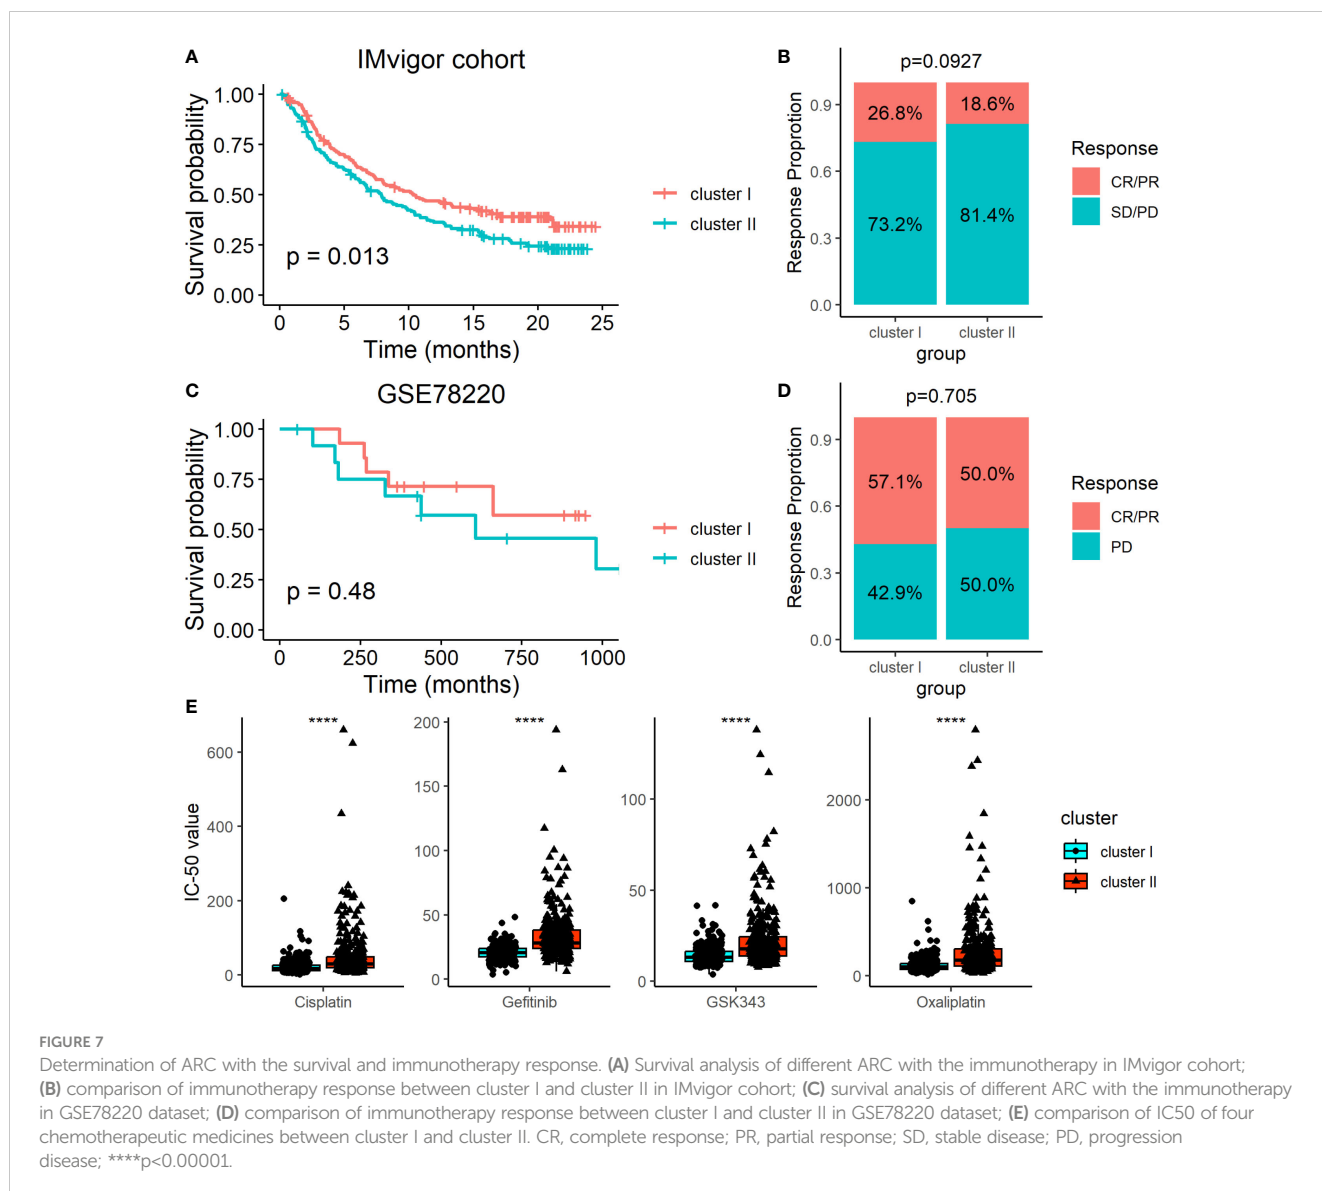 A
IMvigor cohort
Survival probability
1.00
0.75
0.50
0.25
0.00
p = 0.013
0 5 10 15 20 25
Time (months)
cluster I
cluster II
B
p=0.0927
Response Proprotion
0.9
0.6
0.3
0.0
26.8%
18.6%
73.2%
81.4%
cluster I cluster II
group
Response
CR/PR
SD/PD
C
GSE78220
Survival probability
1.00
0.75
0.50
0.25
0.00
p = 0.48
0 250 500 750 1000
Time (months)
cluster I
cluster II
D
p=0.705
Response Proprotion
0.9
0.6
0.3
0.0
57.1%
50.0%
42.9%
50.0%
cluster I cluster II
group
Response
CR/PR
PD
E
IC-50 value
600
400
200
0
****
Cisplatin
200
150
100
50
0
****
Gefitinib
100
50
0
****
GSK343
2000
1000
0
****
Oxaliplatin
cluster
cluster I
cluster II
FIGURE 7
Determination of ARC with the survival and immunotherapy response. (A) Survival analysis of different ARC with the immunotherapy in IMvigor cohort;
(B) comparison of immunotherapy response between cluster I and cluster II in IMvigor cohort; (C) survival analysis of different ARC with the immunotherapy
in GSE78220 dataset; (D) comparison of immunotherapy response between cluster I and cluster II in GSE78220 dataset; (E) comparison of IC50 of four
chemotherapeutic medicines between cluster I and cluster II. CR, complete response; PR, partial response; SD, stable disease; PD, progression
disease; ****p<0.00001.